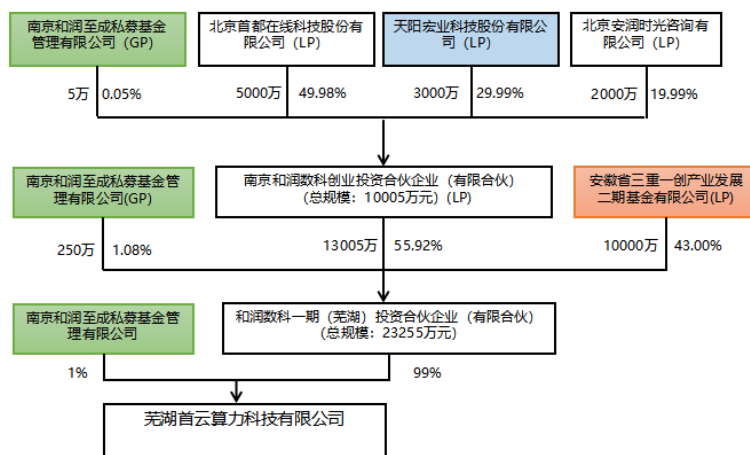 南京和润至成私募基金
管理有限公司（GP）
北京首都在线科技股份有
限公司（LP）
天阳宏业科技股份有限公
司（LP）
北京安润时光咨询有
限公司（LP）
5万 0.05%
5000万 49.98%
3000万 29.99%
2000万 19.99%
南京和润至成私募基金管
理有限公司(GP)
南京和润数科创业投资合伙企业（有限合伙）
（总规模：10005万元）(LP)
安徽省三重一创产业发展
二期基金有限公司(LP)
250万 1.08%
13005万 55.92%
10000万 43.00%
南京和润至成私募基金管
理有限公司
和润数科一期（芜湖）投资合伙企业（有限合伙）
（总规模：23255万元）
1%
99%
芜湖首云算力科技有限公司